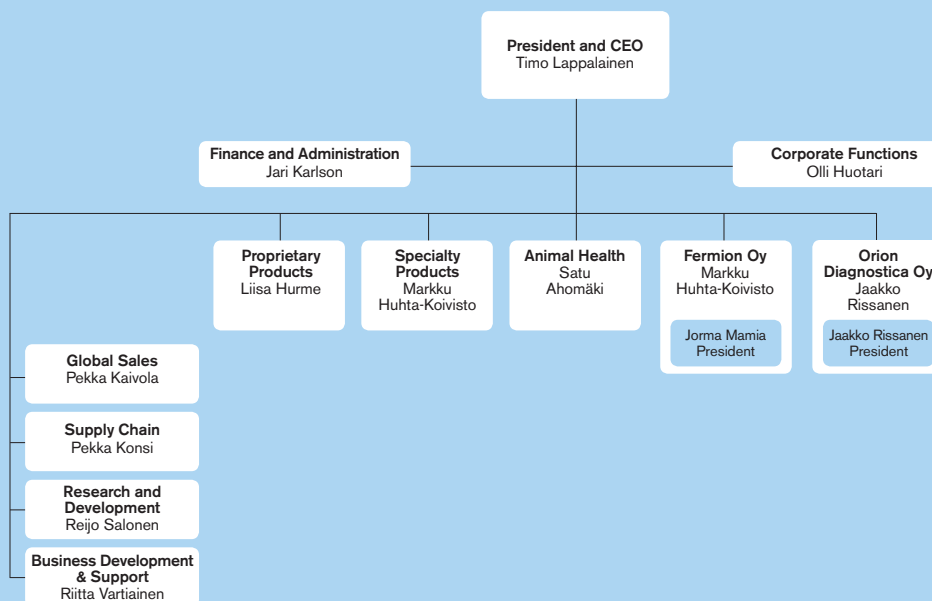 President and CEO
Timo Lappalainen
Finance and Administration
Jari Karlson
Corporate Functions
Olli Huotari
Proprietary
Products
Liisa Hurme
Specialty
Products
Markku
Huhta-Koivisto
Animal Health
Satu
Ahomäki
Fermion Oy
Markku
Huhta-Koivisto
Jorma Mamia
President
Orion
Diagnostica Oy
Jaakko
Rissanen
Jaakko Rissanen
President
Global Sales
Pekka Kaivola
Supply Chain
Pekka Konsi
Research and
Development
Reijo Salonen
Business Development
& Support
Riitta Vartiainen